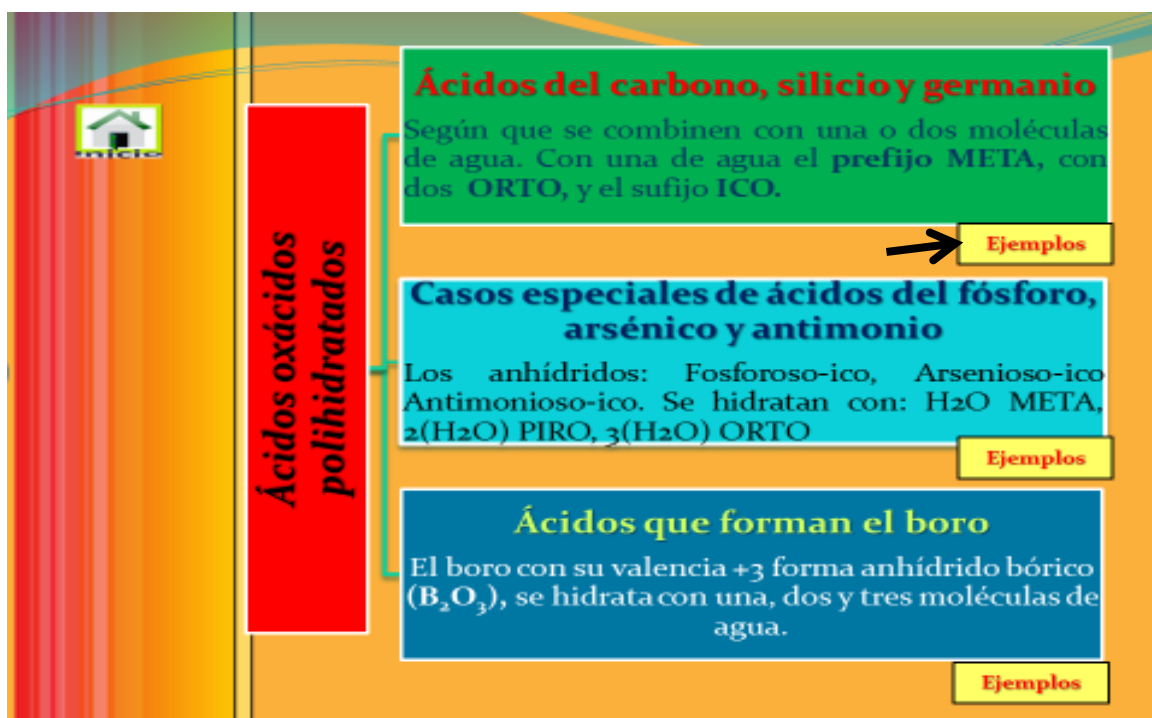 Inicio
Ácidos oxácidos
polihidratados
Ácidos del carbono, silicio y germanio
Según que se combinen con una o dos moléculas
de agua. Con una de agua el prefijo META, con
dos ORTO, y el sufijo ICO.
Ejemplos
Casos especiales de ácidos del fósforo,
arsénico y antimonio
Los anhídridos: Fosforoso-ico, Arsenioso-ico
Antimonioso-ico. Se hidratan con: H2O META,
2(H2O) PIRO, 3(H2O) ORTO
Ejemplos
Ácidos que forman el boro
El boro con su valencia +3 forma anhídrido bórico
(B₂O₃), se hidrata con una, dos y tres moléculas de
agua.
Ejemplos